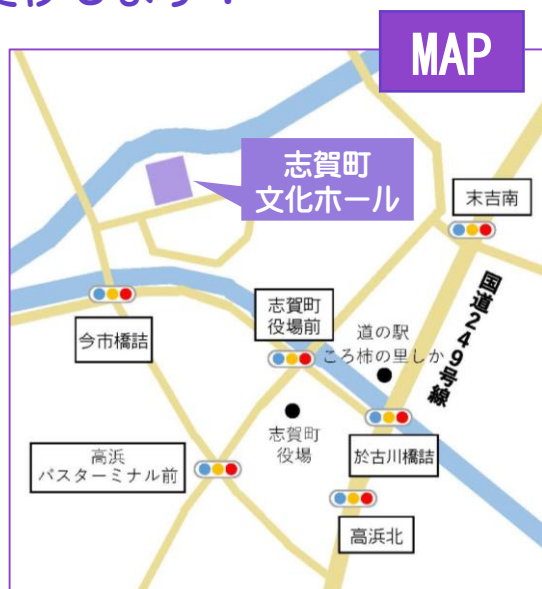 MAP
志賀町
文化ホール
末吉南
国道249号線
志賀町
役場前
道の駅
ころ柿の里しか
今市橋詰
志賀町
役場
高浜
バスターミナル前
於古川橋詰
高浜北